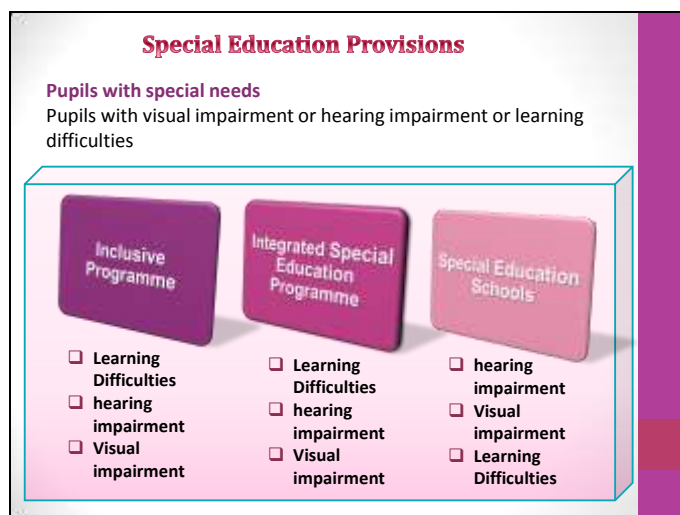 Special Education Provisions
Pupils with special needs
Pupils with visual impairment or hearing impairment or learning
difficulties
Inclusive
Programme
Learning
Difficulties
hearing
impairment
Visual
impairment
Integrated Special
Education
Programme
Learning
Difficulties
hearing
impairment
Visual
impairment
Special Education
Schools
hearing
impairment
Visual
impairment
Learning
Difficulties